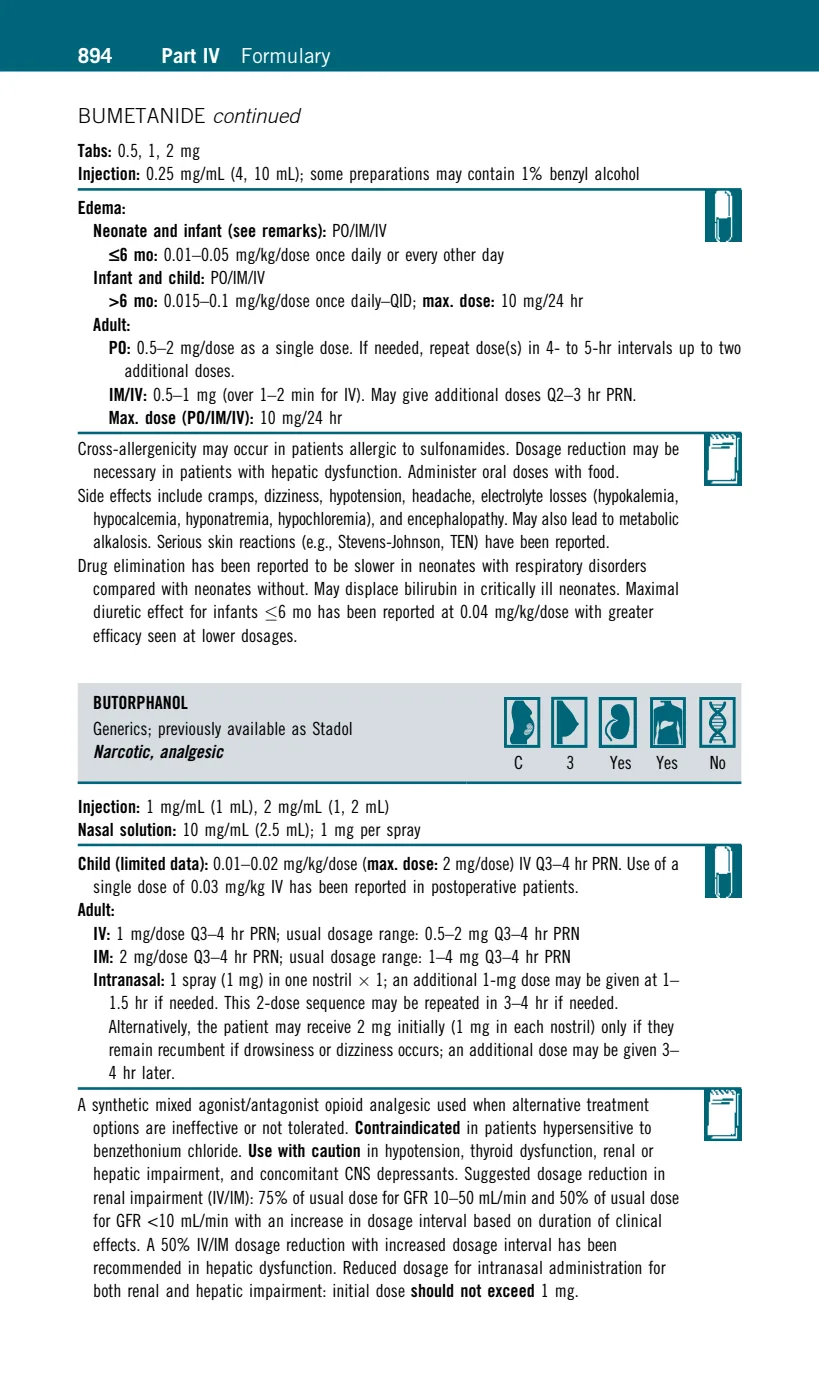 894 Part IV Formulary
BUMETANIDE continued
Tabs: 0.5, 1, 2 mg
Injection: 0.25 mg/mL (4, 10 mL); some preparations may contain 1% benzyl alcohol
Edema:
Neonate and infant (see remarks): PO/IM/IV
≤6 mo: 0.01–0.05 mg/kg/dose once daily or every other day
Infant and child: PO/IM/IV
>6 mo: 0.015–0.1 mg/kg/dose once daily–QID; max. dose: 10 mg/24 hr
Adult:
PO: 0.5–2 mg/dose as a single dose. If needed, repeat dose(s) in 4- to 5-hr intervals up to two
additional doses.
IM/IV: 0.5–1 mg (over 1–2 min for IV). May give additional doses Q2–3 hr PRN.
Max. dose (PO/IM/IV): 10 mg/24 hr
Cross-allergenicity may occur in patients allergic to sulfonamides. Dosage reduction may be
necessary in patients with hepatic dysfunction. Administer oral doses with food.
Side effects include cramps, dizziness, hypotension, headache, electrolyte losses (hypokalemia,
hypocalcemia, hyponatremia, hypochloremia), and encephalopathy. May also lead to metabolic
alkalosis. Serious skin reactions (e.g., Stevens-Johnson, TEN) have been reported.
Drug elimination has been reported to be slower in neonates with respiratory disorders
compared with neonates without. May displace bilirubin in critically ill neonates. Maximal
diuretic effect for infants ≤6 mo has been reported at 0.04 mg/kg/dose with greater
efficacy seen at lower dosages.
BUTORPHANOL
Generics; previously available as Stadol
Narcotic, analgesic
C 3 Yes Yes No
Injection: 1 mg/mL (1 mL), 2 mg/mL (1, 2 mL)
Nasal solution: 10 mg/mL (2.5 mL); 1 mg per spray
Child (limited data): 0.01–0.02 mg/kg/dose (max. dose: 2 mg/dose) IV Q3–4 hr PRN. Use of a
single dose of 0.03 mg/kg IV has been reported in postoperative patients.
Adult:
IV: 1 mg/dose Q3–4 hr PRN; usual dosage range: 0.5–2 mg Q3–4 hr PRN
IM: 2 mg/dose Q3–4 hr PRN; usual dosage range: 1–4 mg Q3–4 hr PRN
Intranasal: 1 spray (1 mg) in one nostril × 1; an additional 1-mg dose may be given at 1–
1.5 hr if needed. This 2-dose sequence may be repeated in 3–4 hr if needed.
Alternatively, the patient may receive 2 mg initially (1 mg in each nostril) only if they
remain recumbent if drowsiness or dizziness occurs; an additional dose may be given 3–
4 hr later.
A synthetic mixed agonist/antagonist opioid analgesic used when alternative treatment
options are ineffective or not tolerated. Contraindicated in patients hypersensitive to
benzethonium chloride. Use with caution in hypotension, thyroid dysfunction, renal or
hepatic impairment, and concomitant CNS depressants. Suggested dosage reduction in
renal impairment (IV/IM): 75% of usual dose for GFR 10–50 mL/min and 50% of usual dose
for GFR <10 mL/min with an increase in dosage interval based on duration of clinical
effects. A 50% IV/IM dosage reduction with increased dosage interval has been
recommended in hepatic dysfunction. Reduced dosage for intranasal administration for
both renal and hepatic impairment: initial dose should not exceed 1 mg.